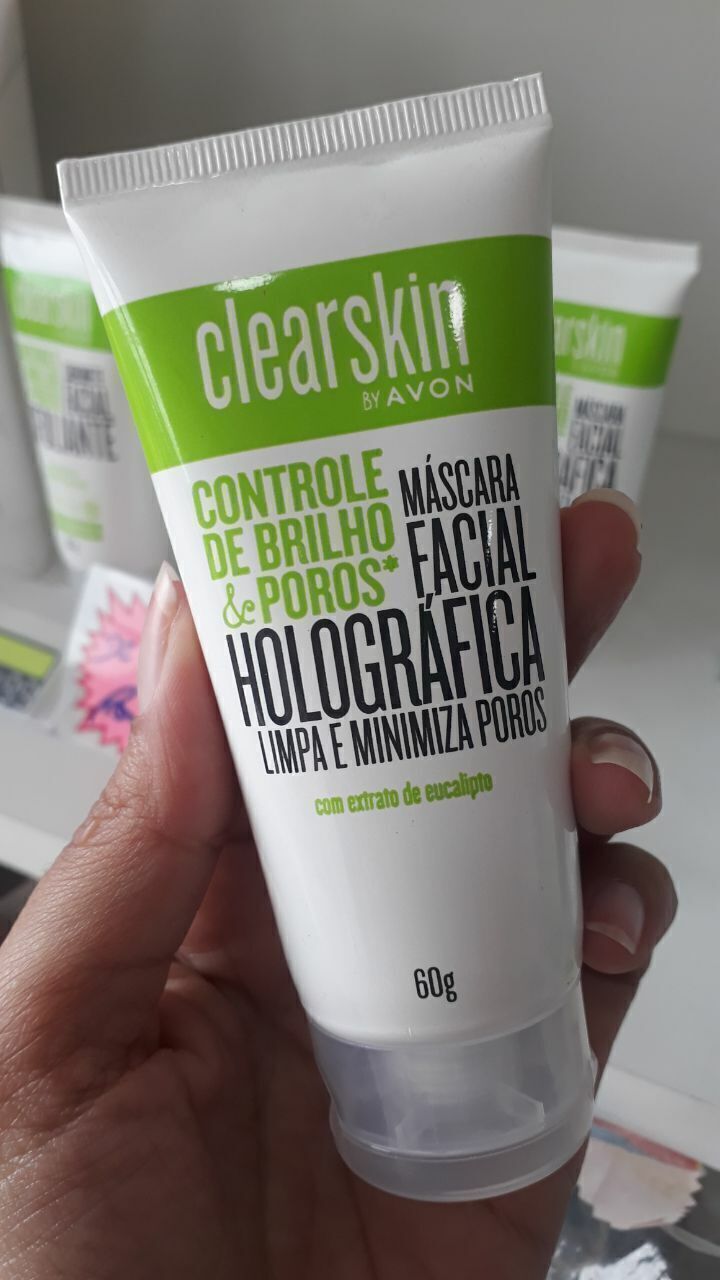 clearskin
BY AVON
CONTROLE
DE BRILHO
& POROS*
MÁSCARA
FACIAL
HOLOGRÁFICA
LIMPA E MINIMIZA POROS
com extrato de eucalipto
60g
clearskin
FACIAL
rskin
MÁSCARA
FACIAL